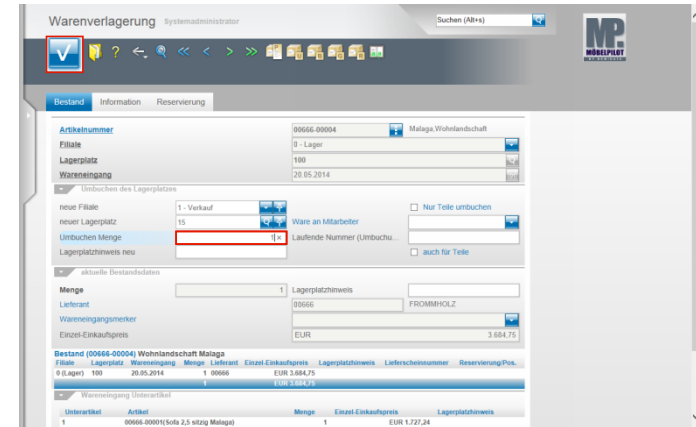 Warenverlagerung Systemadministrator Suchen (Alt+s)
MP.
MÖBELPILOT
Bestand Information Reservierung
Artikelnummer 00666-00004 Malaga,Wohnlandschaft
Filiale 0 - Lager
Lagerplatz 100
Wareneingang 20.05.2014
Umbuchen des Lagerplatzes
neue Filiale 1 - Verkauf Nur Teile umbuchen
neuer Lagerplatz 15 Ware an Mitarbeiter
Umbuchen Menge 1 × Laufende Nummer (Umbuchu...
Lagerplatzhinweis neu auch für Teile
aktuelle Bestandedaten
Menge 1 Lagerplatzhinweis
Lieferant 00666 FROMMHOLZ
Wareneingangsmerker
Einzel-Einkaufspreis EUR 3.684,75
Bestand (00666-00004) Wohnlandschaft Malaga
Filiale Lagerplatz Wareneingang Menge Lieferant Einzel-Einkaufspreis Lagerplatzhinweis Lieferscheinnummer Reservierung/Pos.
0 (Lager) 100 20.05.2014 1 00666 EUR 3.684,75
1 EUR 3.684,75
Wareneingang Unterartikel
Unterartikel Artikel Menge Einzel-Einkaufspreis Lagerplatzhinweis
1 00666-00001(Sofa 2,5 sitzig Malaga) 1 EUR 1.727,24